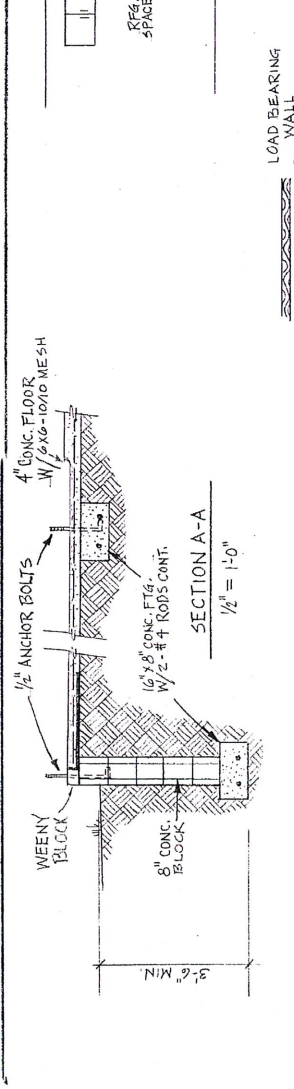 RFG.
SPACE
LOAD BEARING
WALL
4" CONC. FLOOR
W/6X6-10/10 MESH
1/2" ANCHOR BOLTS
WEENY
BLOCK
16"X8" CONC. FTG.
W/2-#4 RODS CONT.
8" CONC.
BLOCK
3'-6" MIN.
SECTION A-A
1/2" = 1'-0"